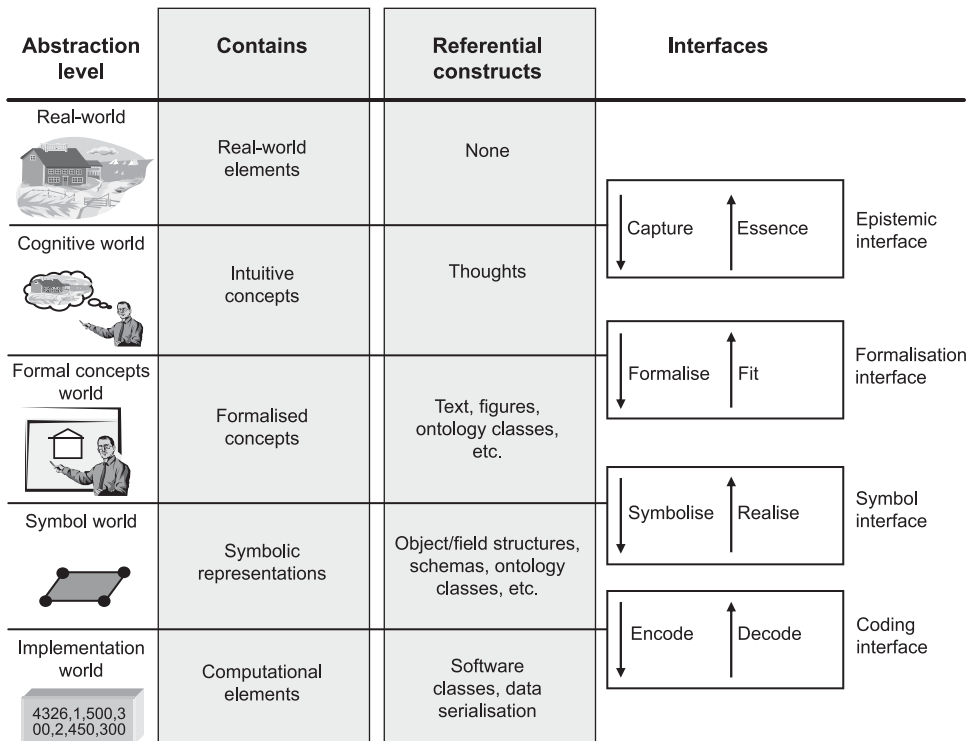 Abstraction
level
Contains
Referential
constructs
Interfaces
Real-world
Real-world
elements
None
Capture
Essence
Epistemic
interface
Cognitive world
Intuitive
concepts
Thoughts
Formalise
Fit
Formalisation
interface
Formal concepts
world
Formalised
concepts
Text, figures,
ontology classes,
etc.
Symbolise
Realise
Symbol
interface
Symbol world
Symbolic
representations
Object/field structures,
schemas, ontology
classes, etc.
Encode
Decode
Coding
interface
Implementation
world
4326,1,500,3
00,2,450,300
Computational
elements
Software
classes, data
serialisation